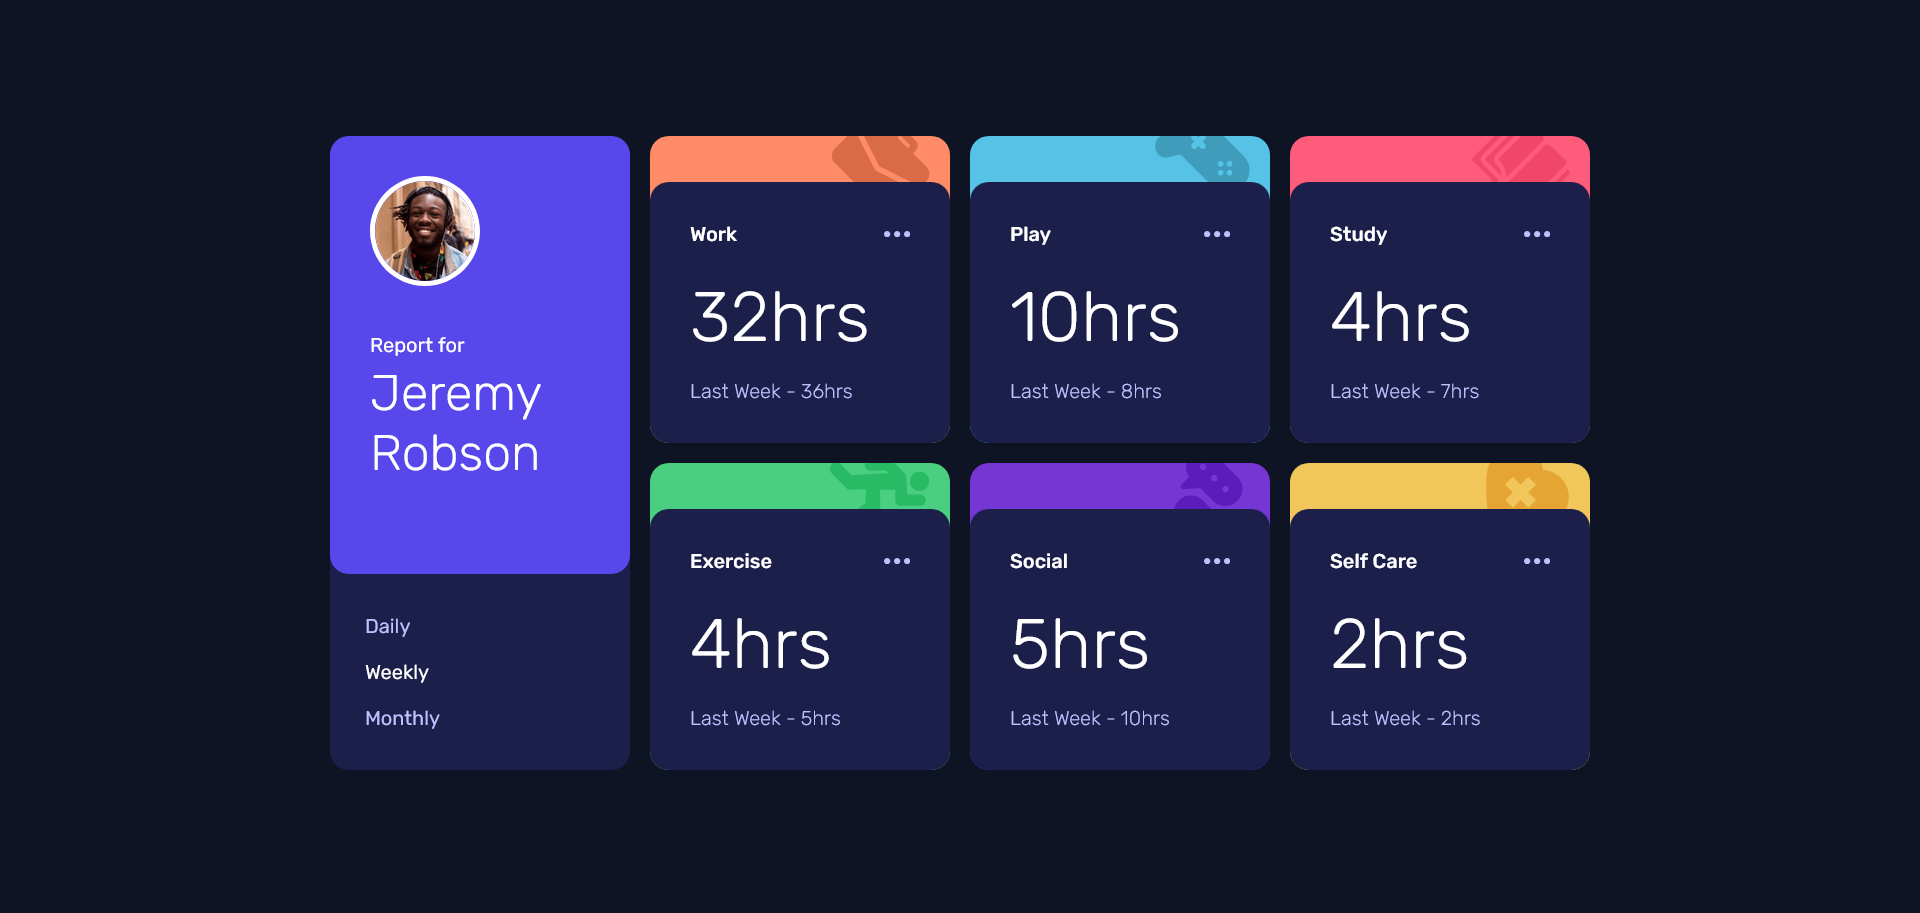 Report for
Jeremy
Robson
Daily
Weekly
Monthly
Work
32hrs
Last Week - 36hrs
Play
10hrs
Last Week - 8hrs
Study
4hrs
Last Week - 7hrs
Exercise
4hrs
Last Week - 5hrs
Social
5hrs
Last Week - 10hrs
Self Care
2hrs
Last Week - 2hrs